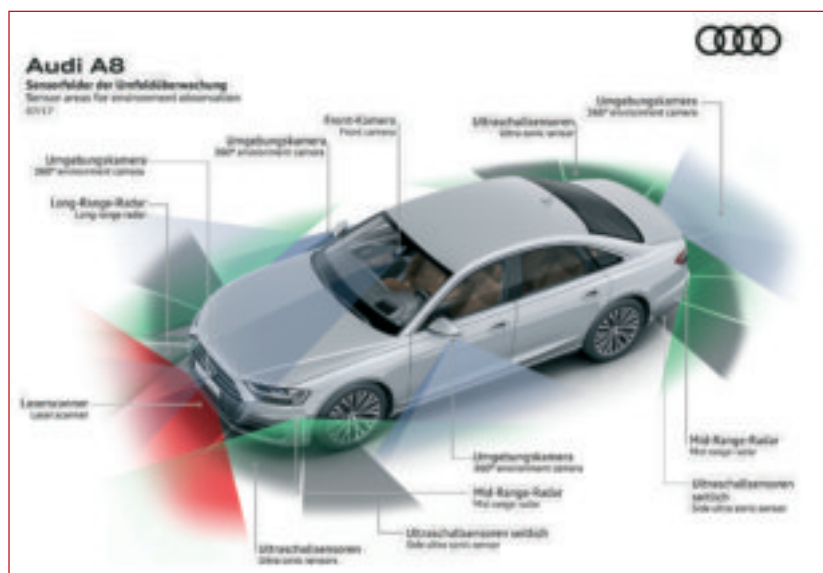 Audi A8
Sensorfelder der Umfeldüberwachung
Sensor areas for environment observation
07/17
Front-Kamera
Front camera
Umgebungskamera
360° environment camera
Ultraschallsensoren
Ultra sonic sensor
Umgebungskamera
360° environment camera
Umgebungskamera
360° environment camera
Long-Range-Radar
Long range radar
Laserscanner
Laser scanner
Umgebungskamera
360° environment camera
Mid-Range-Radar
Mid range radar
Mid-Range-Radar
Mid range radar
Ultraschallsensoren
seitlich
Side ultra sonic sensor
Ultraschallsensoren seitlich
Side ultra sonic sensor
Ultraschallsensoren
Ultra sonic sensors